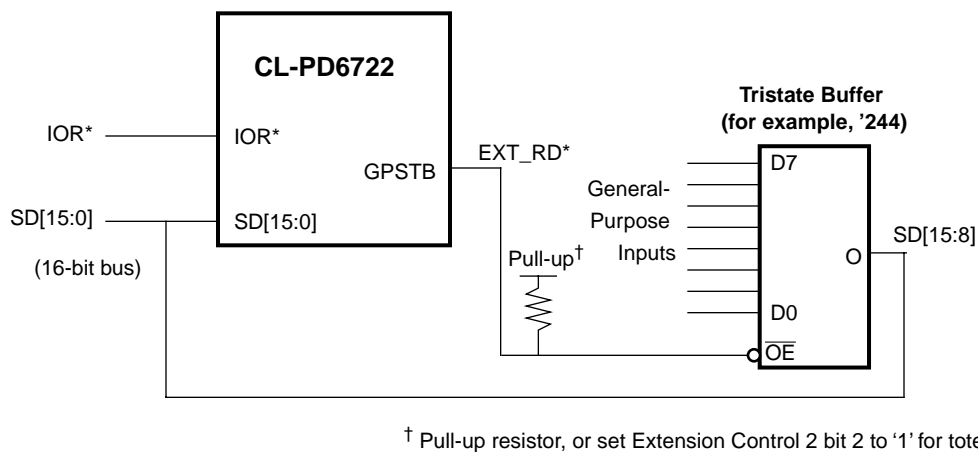 CL-PD6722
Tristate Buffer
(for example, '244)
IOR*
IOR*
D7
EXT_RD*
GPSTB
General-
Purpose
Inputs
SD[15:0]
SD[15:0]
SD[15:8]
O
(16-bit bus)
Pull-up†
D0
OE
† Pull-up resistor, or set Extension Control 2 bit 2 to ‘1’ for